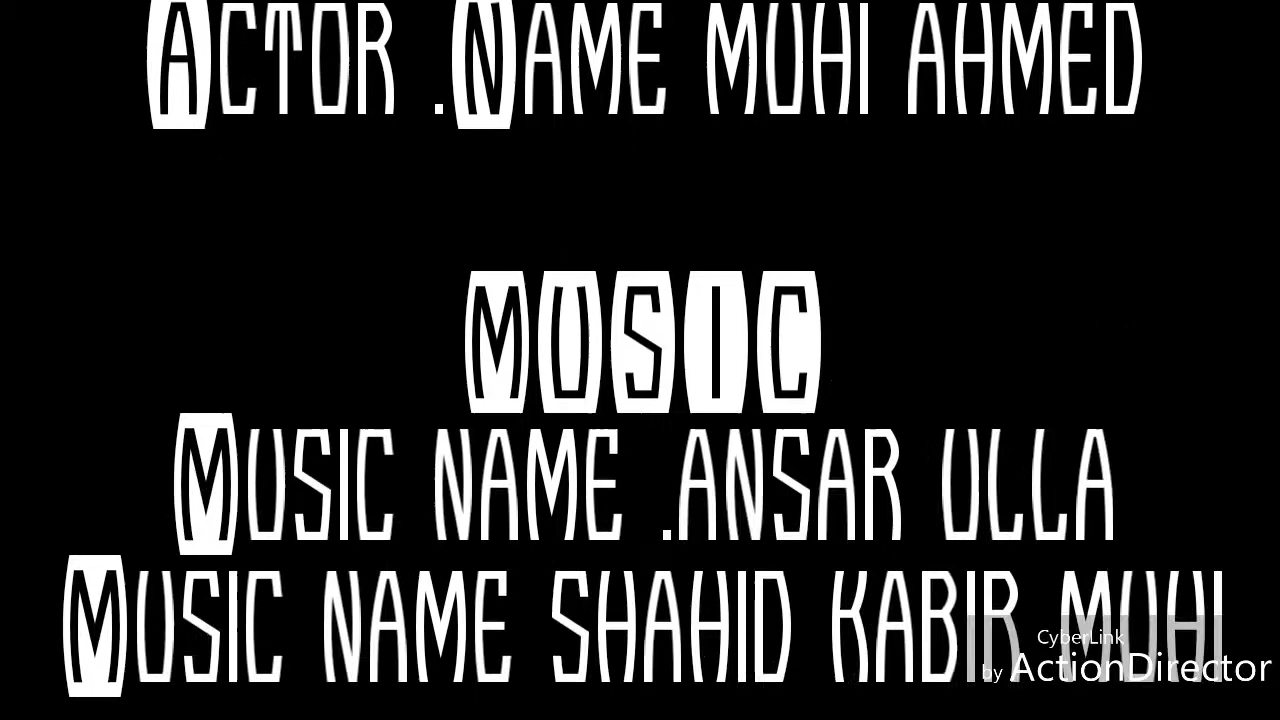 Actor .Name muhi ahmed
MUSIC
Music name .ansar ulla
Music name shahid kabir muhi
CyberLink
by ActionDirector